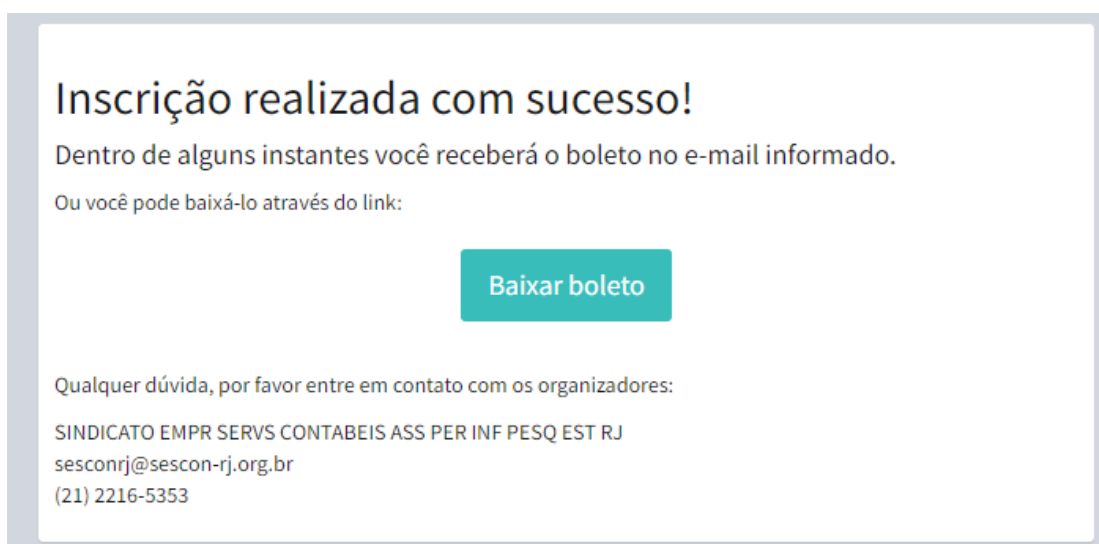 Inscrição realizada com sucesso!
Dentro de alguns instantes você receberá o boleto no e-mail informado.
Ou você pode baixá-lo através do link:
Baixar boleto
Qualquer dúvida, por favor entre em contato com os organizadores:
SINDICATO EMPR SERVS CONTABEIS ASS PER INF PESQ EST RJ
sesconrj@sescon-rj.org.br
(21) 2216-5353